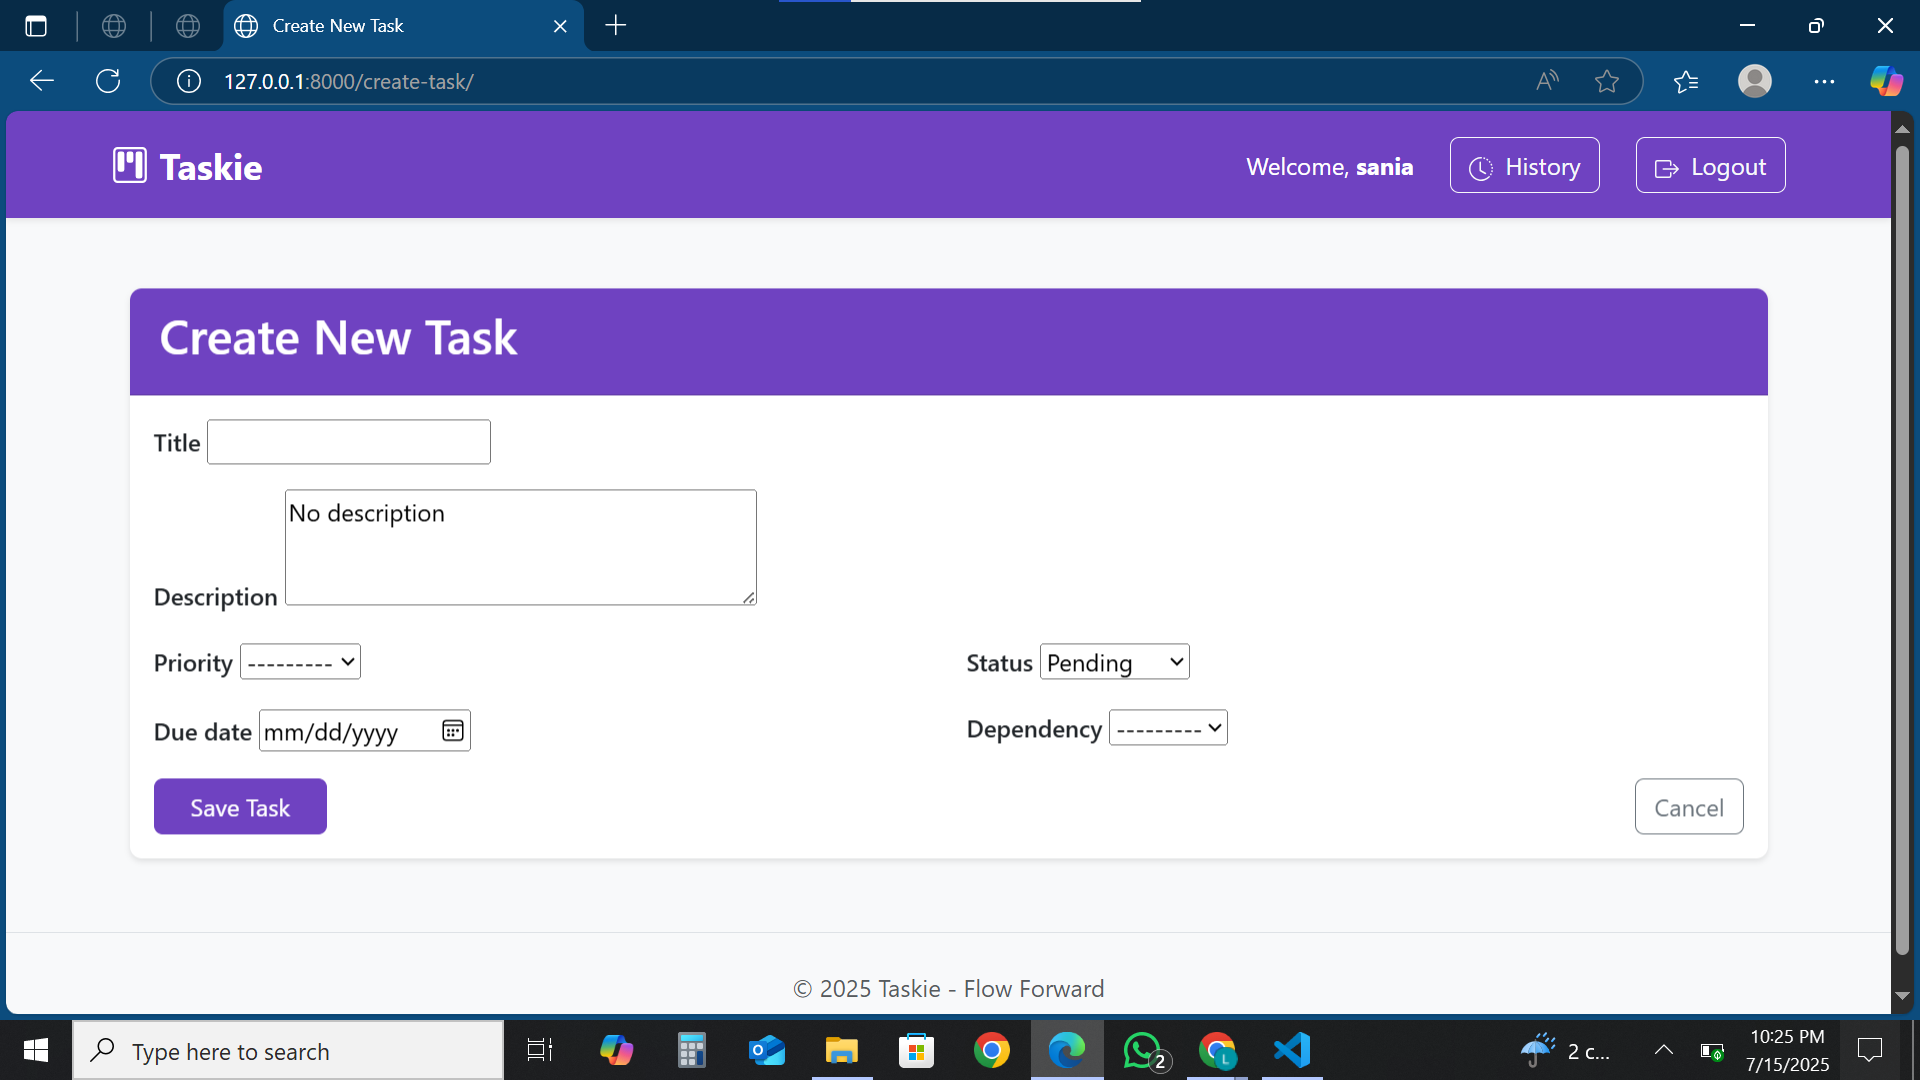 Create New Task
127.0.0.1:8000/create-task/
Taskie
Welcome, sania
History
Logout
Create New Task
Title
No description
Description
Priority ---------
Status Pending
Due date mm/dd/yyyy
Dependency ---------
Save Task
Cancel
© 2025 Taskie - Flow Forward
Type here to search
2
L
2 c...
10:25 PM
7/15/2025